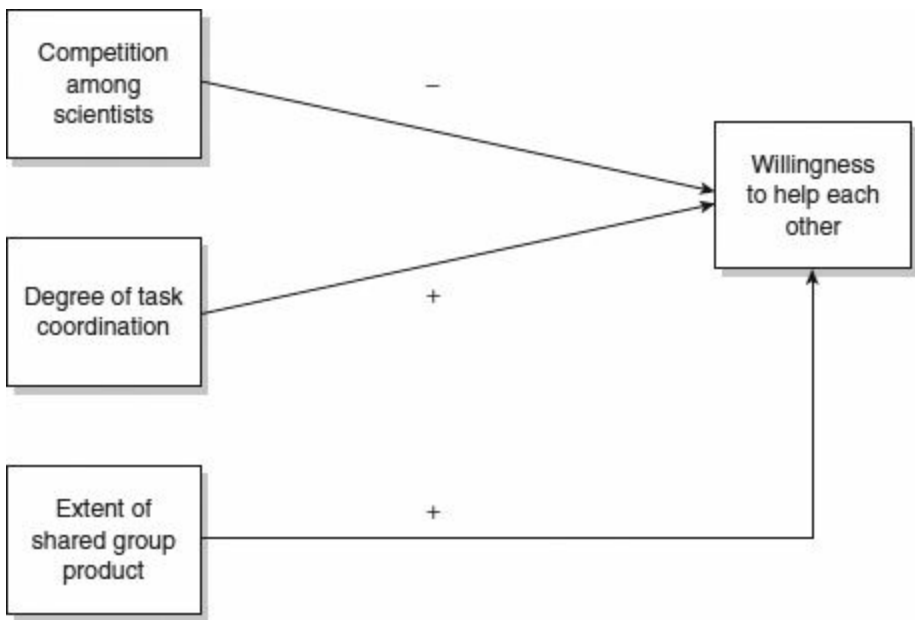 Competition
among
scientists
–
Willingness
to help each
other
Degree of task
coordination
+
Extent of
shared group
product
+